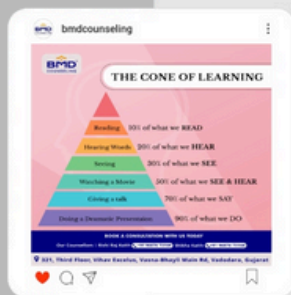 bmdcounseling
BMD
THE CONE OF LEARNING
Reading 10% of what we READ
Hearing Words 20% of what we HEAR
Seeing 30% of what we SEE
Watching a Movie 50% of what we SEE & HEAR
Giving a talk 70% of what we SAY
Doing a Dramatic Presentation 90% of what we DO
BOOK A CONSULTATION WITH US TODAY
Our Counsellors :
321, Third Floor, Vihav Excelus, Vasna-Bhayli Main Rd, Vadodara, Gujarat